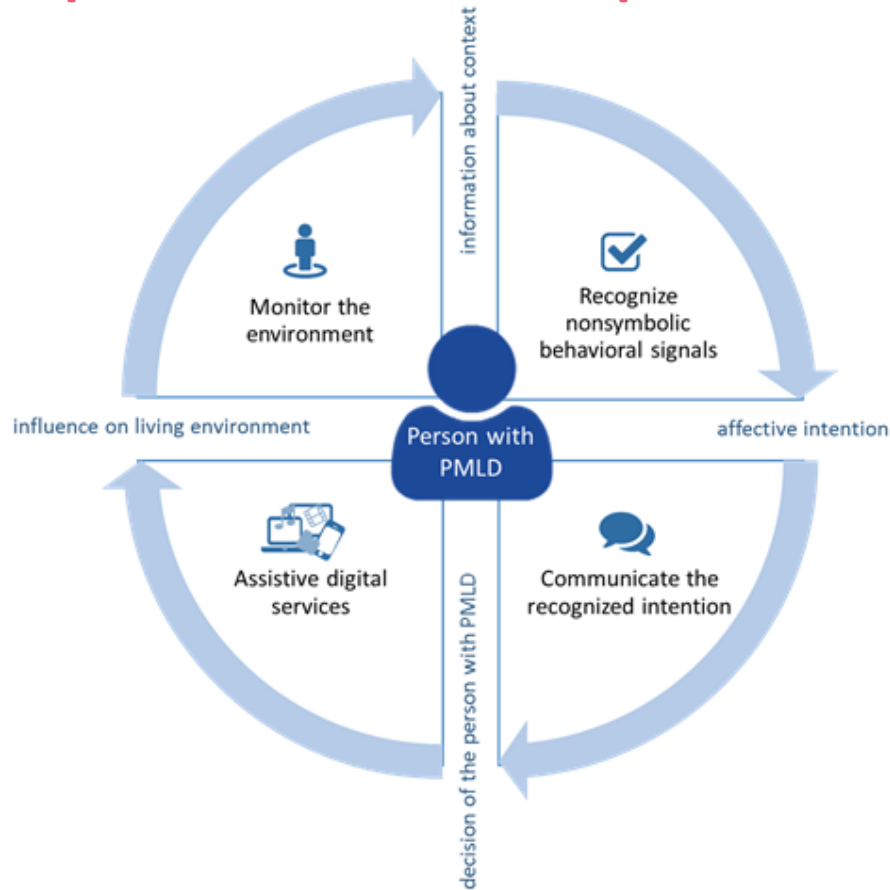 information about context
Monitor the
environment
Recognize
nonsymbolic
behavioral signals
influence on living environment
Person with
PMLD
affective intention
Assistive digital
services
Communicate the
recognized intention
decision of the person with PMLD